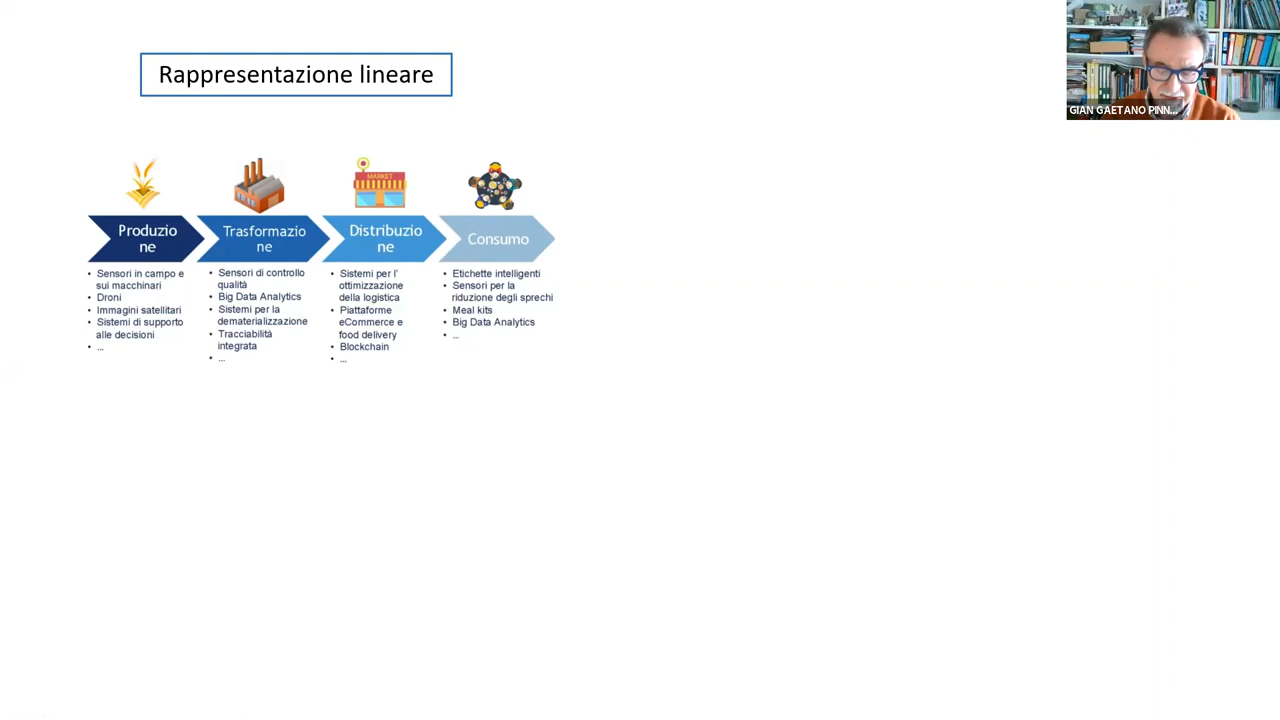 Rappresentazione lineare
GIAN GAETANO PINN...
MARKET
Produzio
ne
Trasformazio
ne
Distribuzio
ne
Consumo
• Sensori in campo e
sui macchinari
• Droni
• Immagini satellitari
• Sistemi di supporto
alle decisioni
• ...
• Sensori di controllo
qualità
• Big Data Analytics
• Sistemi per la
dematerializzazione
• Tracciabilità
integrata
• ...
• Sistemi per l'
ottimizzazione
della logistica
• Piattaforme
eCommerce e
food delivery
• Blockchain
• ...
• Etichette intelligenti
• Sensori per la
riduzione degli sprechi
• Meal kits
• Big Data Analytics
• ...